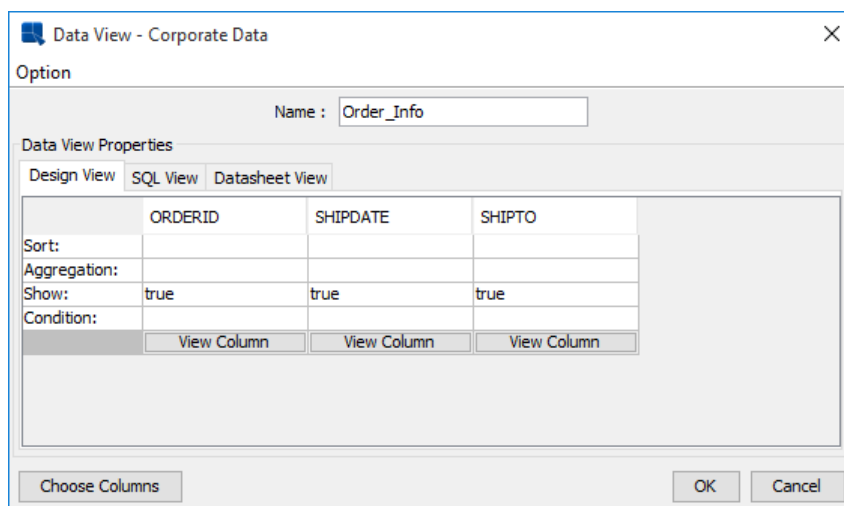 Data View - Corporate Data
Option
Name : Order_Info
Data View Properties
Design View SQL View Datasheet View
ORDERID SHIPDATE SHIPTO
Sort:
Aggregation:
Show: true true true
Condition:
View Column View Column View Column
Choose Columns OK Cancel